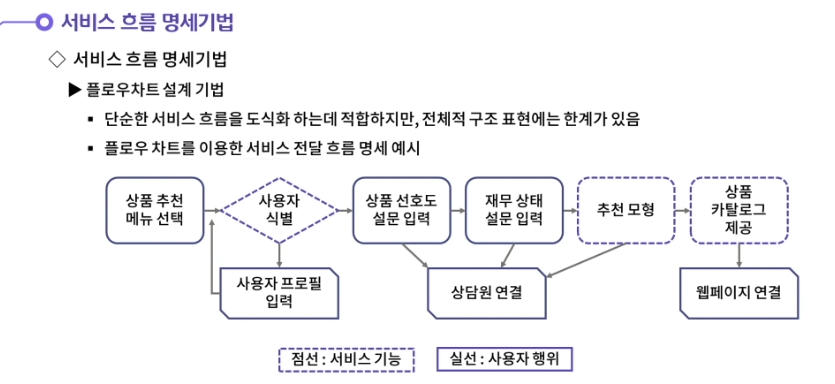 서비스 흐름 명세기법
◇ 서비스 흐름 명세기법
▶ 플로우차트 설계 기법
▪ 단순한 서비스 흐름을 도식화 하는데 적합하지만, 전체적 구조 표현에는 한계가 있음
▪ 플로우 차트를 이용한 서비스 전달 흐름 명세 예시
상품 추천
메뉴 선택
사용자
식별
상품 선호도
설문 입력
재무 상태
설문 입력
추천 모형
상품
카탈로그
제공
사용자 프로필
입력
상담원 연결
웹페이지 연결
점선 : 서비스 기능
실선 : 사용자 행위